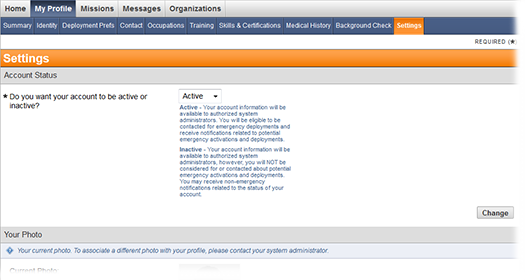 Home My Profile Missions Messages Organizations
Summary Identity Deployment Prefs Contact Occupations Training Skills & Certifications Medical History Background Check Settings
REQUIRED (★)
Settings
Account Status
★ Do you want your account to be active or
inactive?
Active
Active - Your account information will be
available to authorized system
administrators. You will be eligible to be
contacted for emergency deployments and
receive notifications related to potential
emergency activations and deployments.
Inactive - Your account information will be
available to authorized system
administrators, however, you will NOT be
considered for or contacted about potential
emergency activations and deployments.
You may receive non-emergency
notifications related to the status of your
account.
Change
Your Photo
Your current photo. To associate a different photo with your profile, please contact your system administrator.
Current Photo